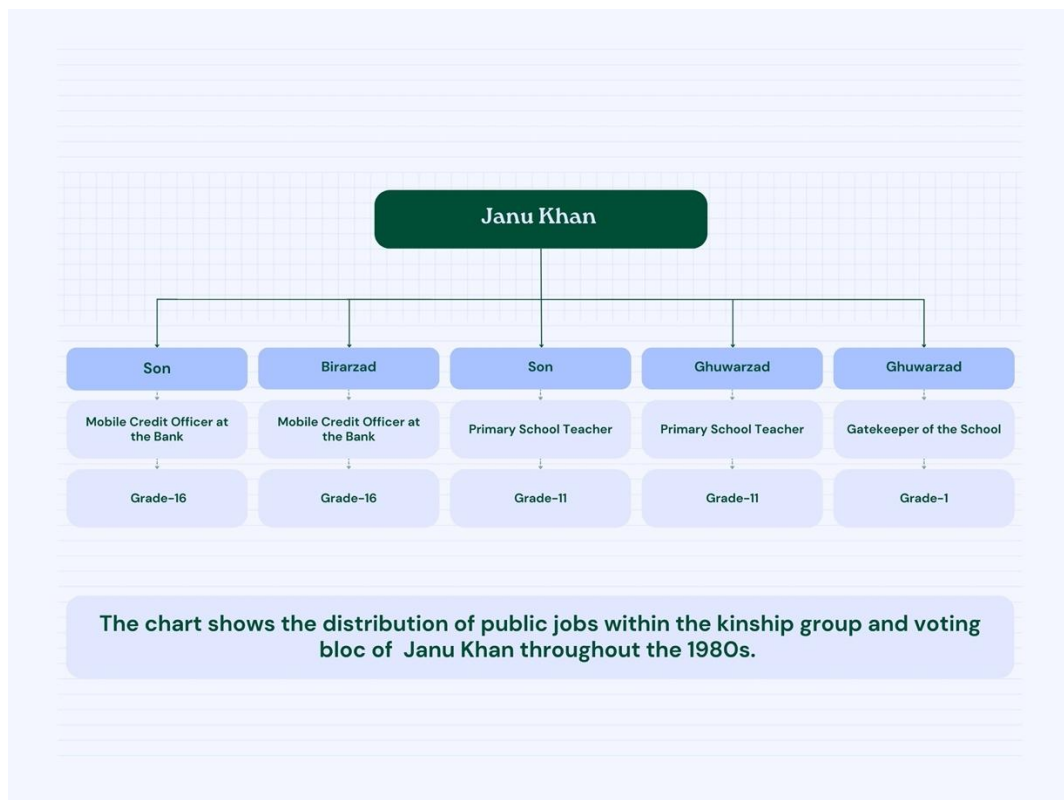 Janu Khan
Son
Birarzad
Son
Ghuwarzad
Ghuwarzad
Mobile Credit Officer at
the Bank
Mobile Credit Officer at
the Bank
Primary School Teacher
Primary School Teacher
Gatekeeper of the School
Grade-16
Grade-16
Grade-11
Grade-11
Grade-1
The chart shows the distribution of public jobs within the kinship group and voting
bloc of Janu Khan throughout the 1980s.